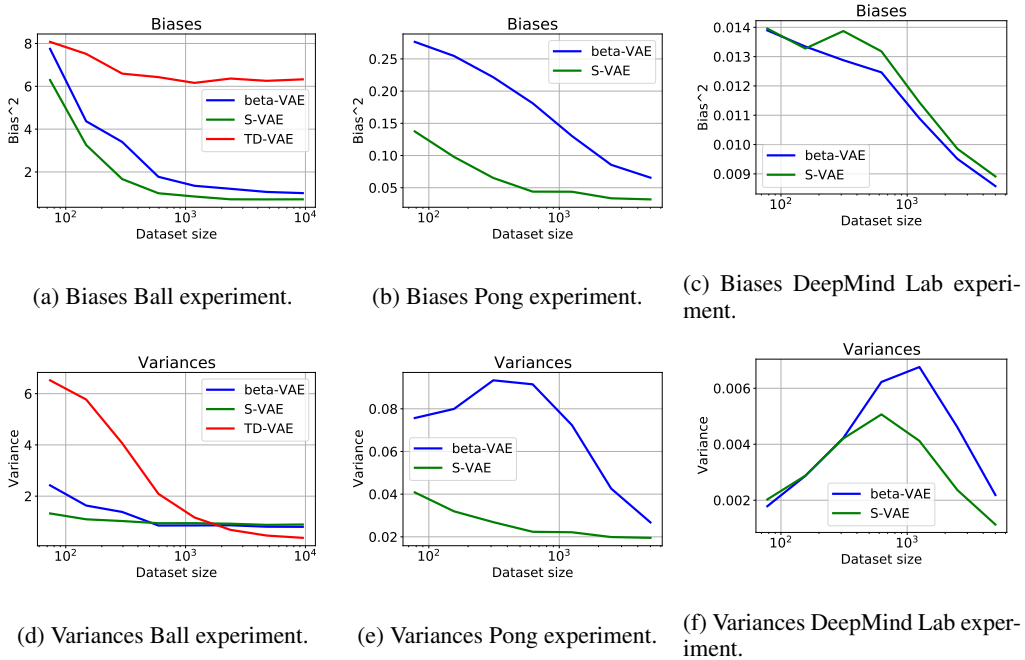 Biases
Bias^2
8
6
4
2
beta-VAE
S-VAE
TD-VAE
10^2
10^3
10^4
Dataset size
(a) Biases Ball experiment.
Biases
Bias^2
0.25
0.20
0.15
0.10
0.05
beta-VAE
S-VAE
10^2
10^3
Dataset size
(b) Biases Pong experiment.
Biases
Bias^2
0.014
0.013
0.012
0.011
0.010
0.009
beta-VAE
S-VAE
10^2
10^3
Dataset size
(c) Biases DeepMind Lab experi-
ment.
Variances
Variance
6
4
2
beta-VAE
S-VAE
TD-VAE
10^2
10^3
10^4
Dataset size
(d) Variances Ball experiment.
Variances
Variance
0.08
0.06
0.04
0.02
beta-VAE
S-VAE
10^2
10^3
Dataset size
(e) Variances Pong experiment.
Variances
Variance
0.006
0.004
0.002
beta-VAE
S-VAE
10^2
10^3
Dataset size
(f) Variances DeepMind Lab exper-
iment.